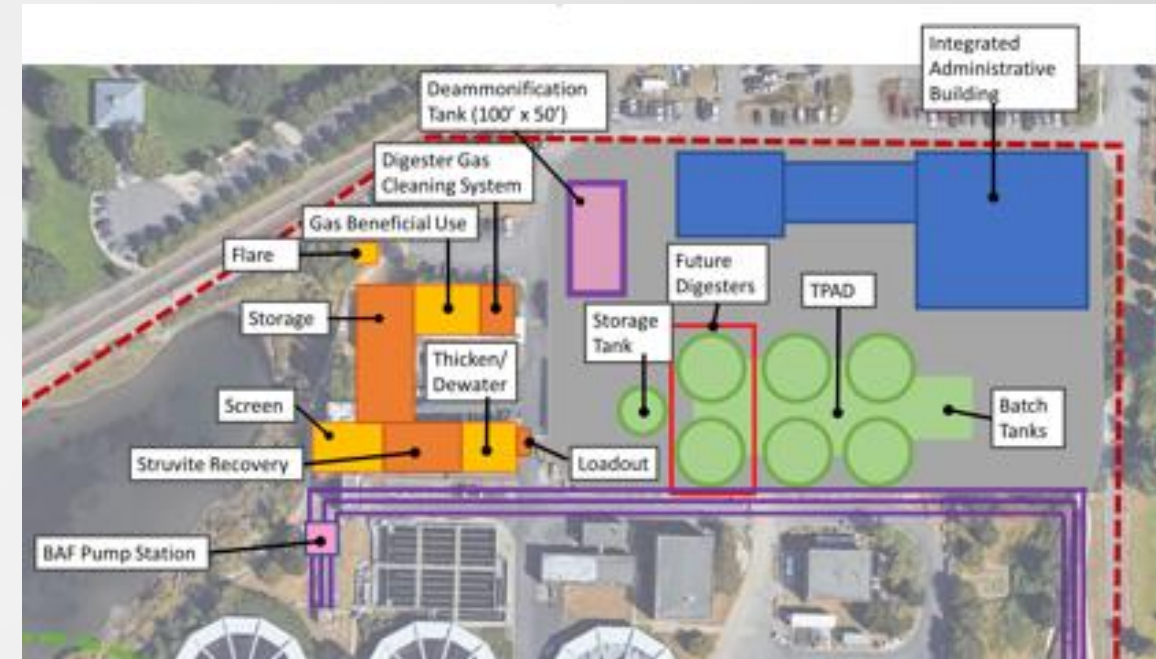 Integrated
Administrative
Building
Deammonification
Tank (100' x 50')
Digester Gas
Cleaning System
Gas Beneficial Use
Flare
Future
Digesters
TPAD
Storage
Storage
Tank
Thicken/
Dewater
Screen
Batch
Tanks
Struvite Recovery
Loadout
BAF Pump Station